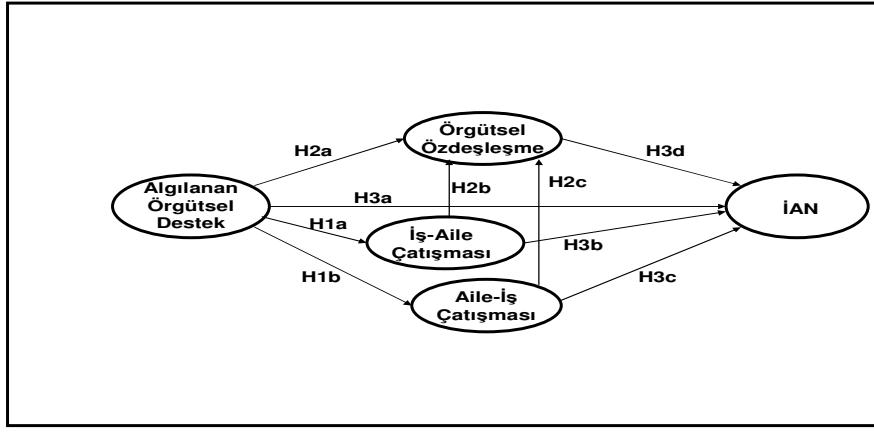 Örgütsel
Özdeşleşme
H2a
H3d
Algılanan
Örgütsel
Destek
H3a
H2b
H2c
İAN
H1a
İş-Aile
Çatışması
H3b
H1b
Aile-İş
Çatışması
H3c